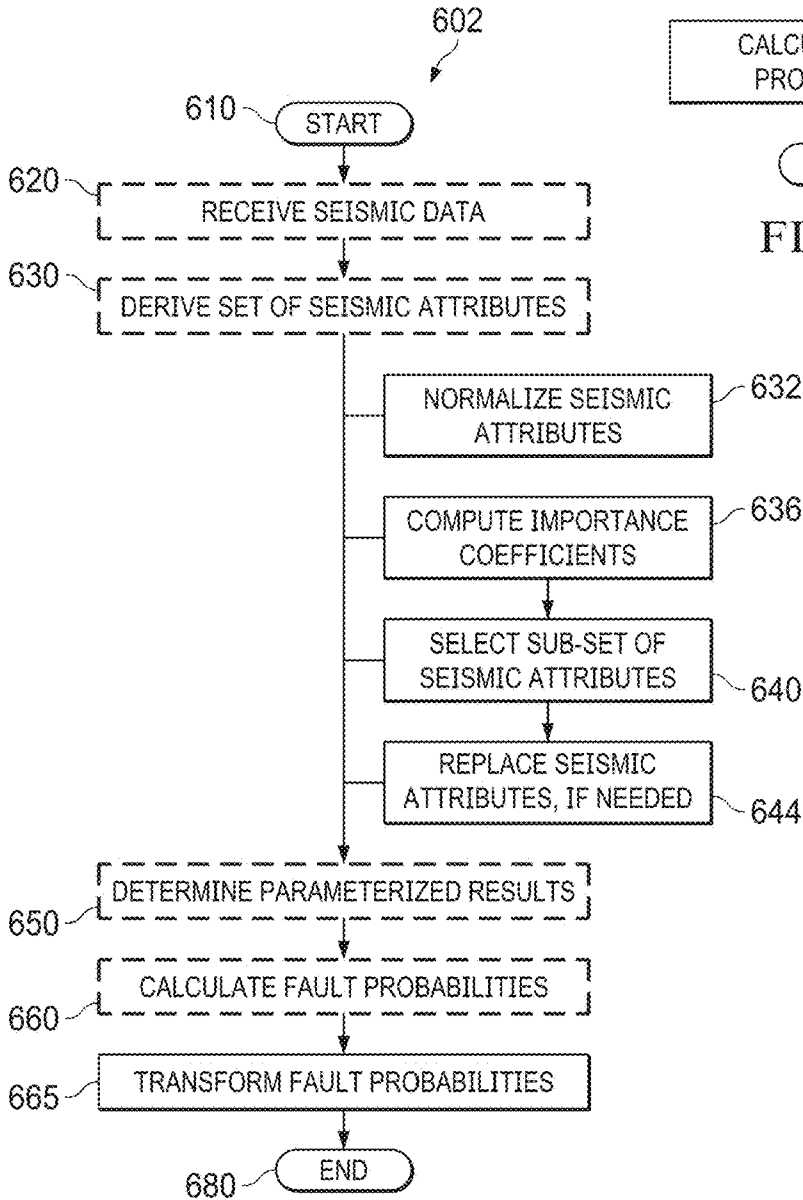 602
610
START
620
RECEIVE SEISMIC DATA
630
DERIVE SET OF SEISMIC ATTRIBUTES
NORMALIZE SEISMIC
ATTRIBUTES
632
COMPUTE IMPORTANCE
COEFFICIENTS
636
SELECT SUB-SET OF
SEISMIC ATTRIBUTES
640
REPLACE SEISMIC
ATTRIBUTES, IF NEEDED
644
DETERMINE PARAMETERIZED RESULTS
650
CALCULATE FAULT PROBABILITIES
660
TRANSFORM FAULT PROBABILITIES
665
END
680